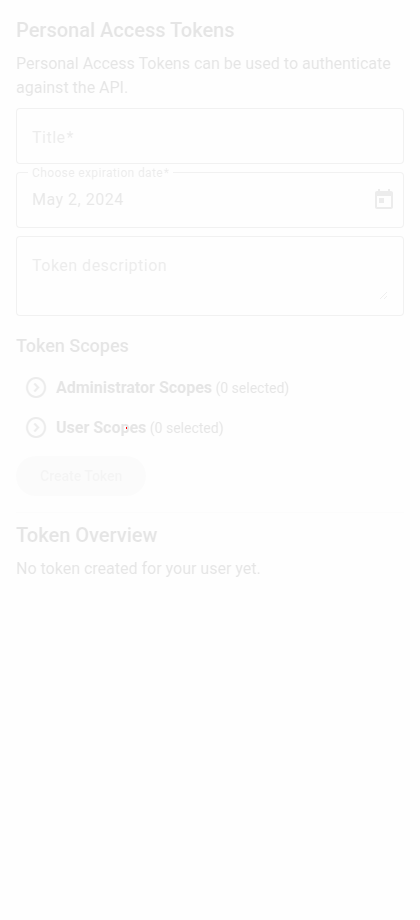 Personal Access Tokens
Personal Access Tokens can be used to authenticate
against the API.
Title*
Choose expiration date*
May 2, 2024
Token description
Token Scopes
Administrator Scopes (0 selected)
User Scopes (0 selected)
Create Token
Token Overview
No token created for your user yet.